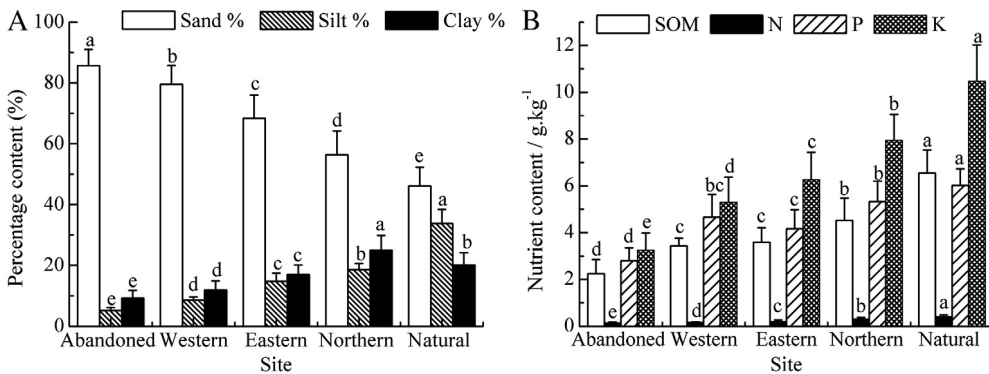 A
Sand % Silt % Clay %
Percentage content (%)
100
80
60
40
20
0
a b c d e
e d c b a
e d c a b
Abandoned Western Eastern Northern Natural
Site
B
SOM N P K
Nutrient content / g.kg-1
12
10
8
6
4
2
0
d c c b a
e d c b a
d bc c b a
e d c b a
Abandoned Western Eastern Northern Natural
Site